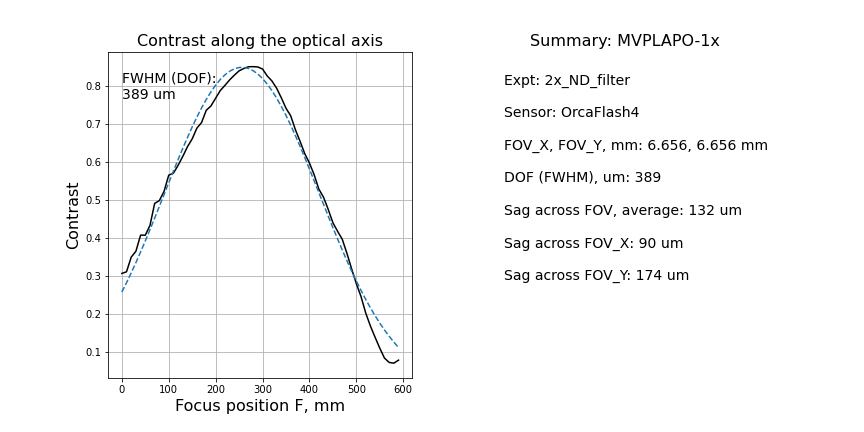 Contrast along the optical axis
FWHM (DOF):
389 um
0.8
0.7
0.6
0.5
0.4
0.3
0.2
0.1
Contrast
0 100 200 300 400 500 600
Focus position F, mm
Summary: MVPLAPO-1x
Expt: 2x_ND_filter
Sensor: OrcaFlash4
FOV_X, FOV_Y, mm: 6.656, 6.656 mm
DOF (FWHM), um: 389
Sag across FOV, average: 132 um
Sag across FOV_X: 90 um
Sag across FOV_Y: 174 um